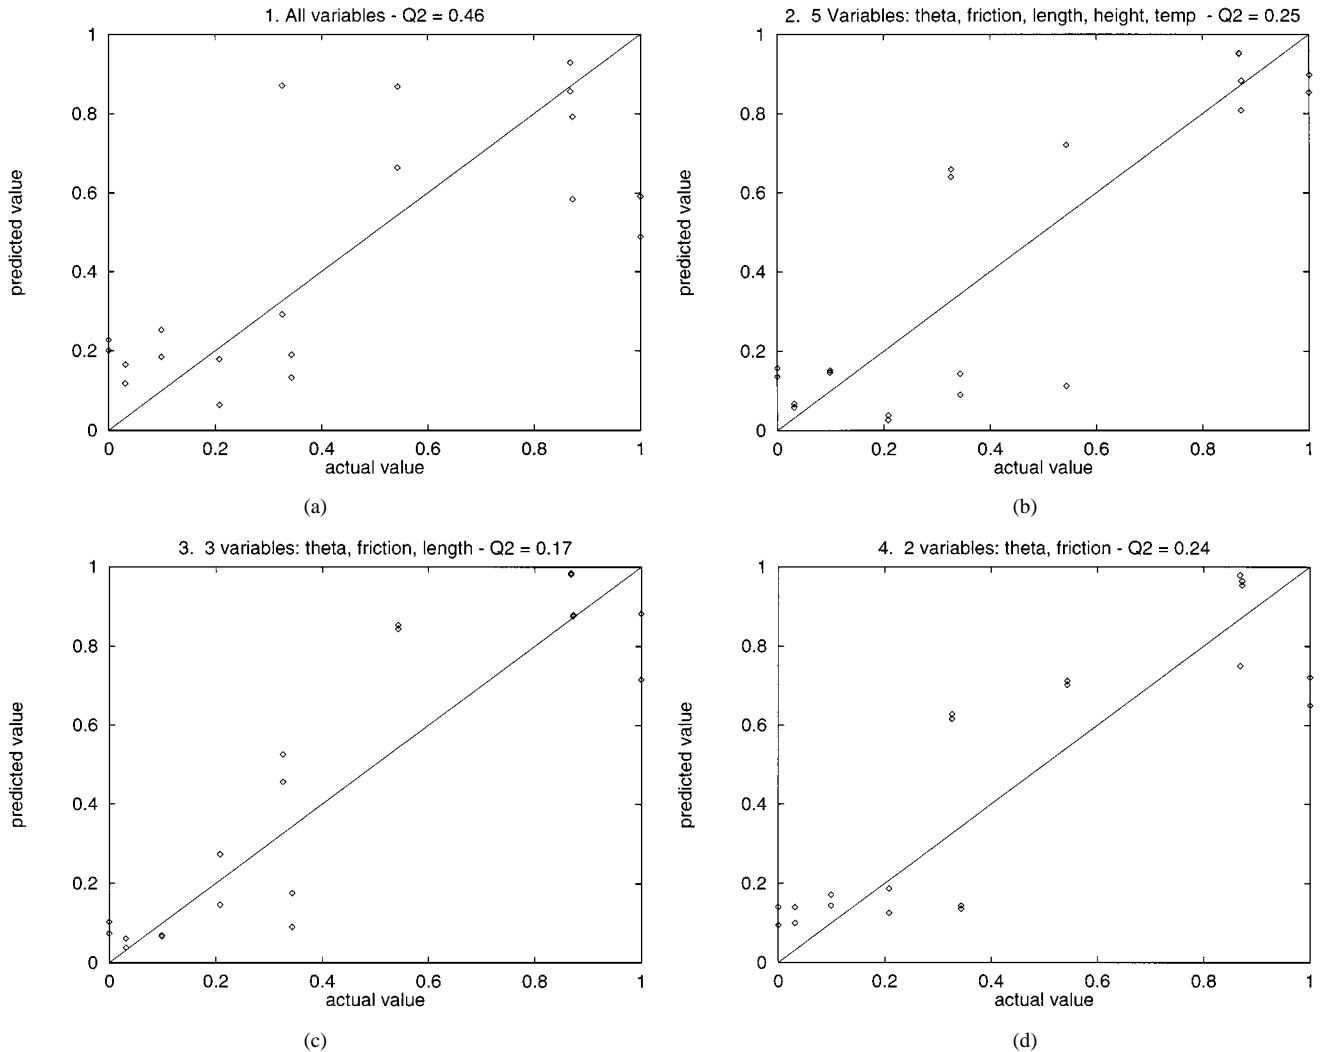 1. All variables - Q2 = 0.46
1
0.8
0.6
0.4
0.2
0
predicted value
0 0.2 0.4 0.6 0.8 1
actual value
(a)
2. 5 Variables: theta, friction, length, height, temp - Q2 = 0.25
1
0.8
0.6
0.4
0.2
0
predicted value
0 0.2 0.4 0.6 0.8 1
actual value
(b)
3. 3 variables: theta, friction, length - Q2 = 0.17
1
0.8
0.6
0.4
0.2
0
predicted value
0 0.2 0.4 0.6 0.8 1
actual value
(c)
4. 2 variables: theta, friction - Q2 = 0.24
1
0.8
0.6
0.4
0.2
0
predicted value
0 0.2 0.4 0.6 0.8 1
actual value
(d)